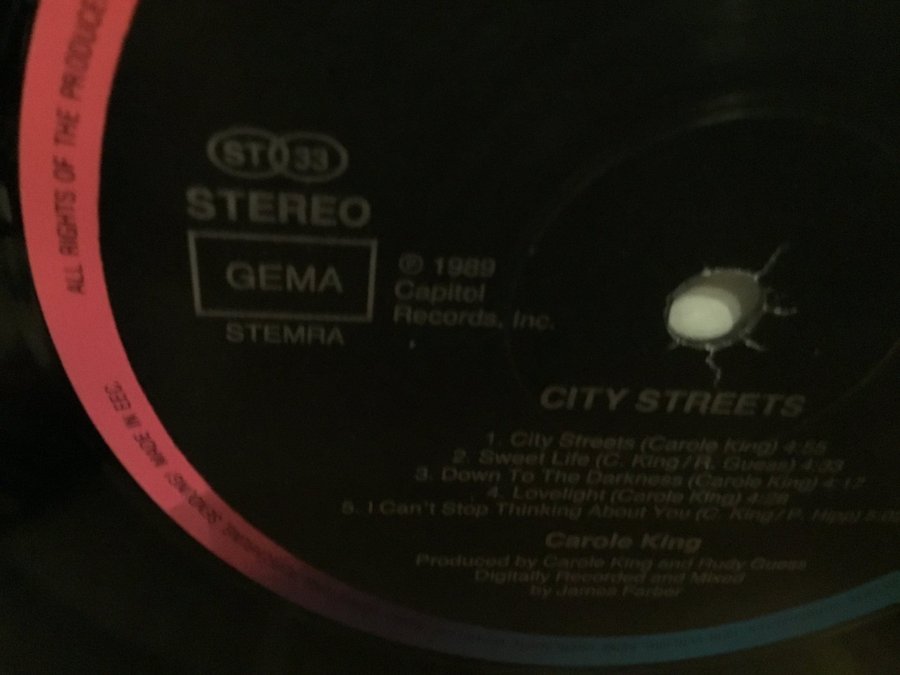 ALL RIGHTS OF THE PRODUCE
ST 33
STEREO
GEMA
STEMRA
℗ 1989
Capitol
Records, Inc.
MADE IN EEC.
CITY STREETS
1. City Streets (Carole King) 4:55
2. Sweet Life (C. King / R. Guess) 4:33
3. Down To The Darkness (Carole King) 4:17
4. Lovelight (Carole King) 4:28
5. I Can't Stop Thinking About You (C. King / P. Hipp)
Carole King
Produced by Carole King and Rudy Guess
Digitally Recorded and Mixed
by James Farber